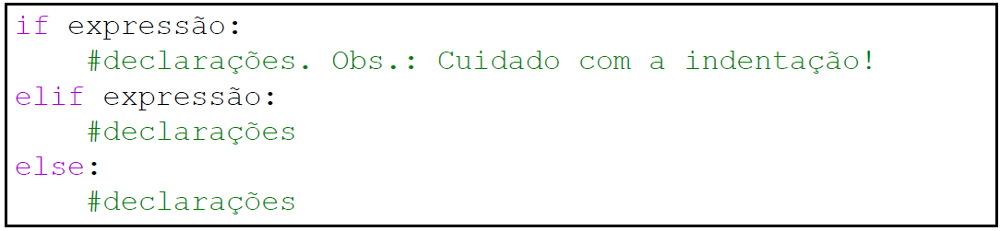 if expressão:
    #declarações. Obs.: Cuidado com a indentação!
elif expressão:
    #declarações
else:
    #declarações